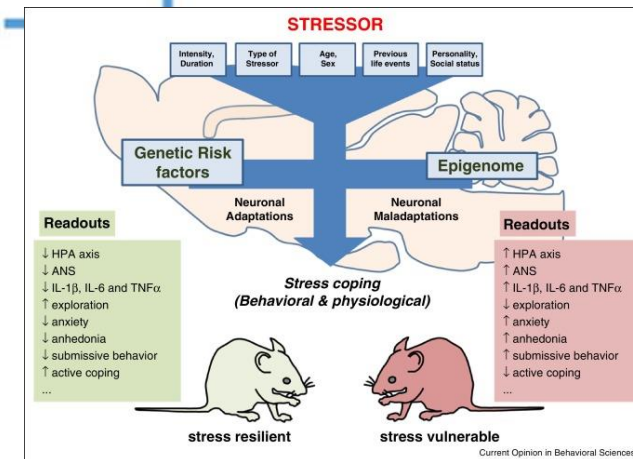 STRESSOR
Intensity,
Duration
Type of
Stressor
Age,
Sex
Previous
life events
Personality,
Social status
Genetic Risk
factors
Epigenome
Neuronal
Adaptations
Neuronal
Maladaptations
Readouts
↓ HPA axis
↓ ANS
↓ IL-1β, IL-6 and TNFα
↑ exploration
↓ anxiety
↓ anhedonia
↓ submissive behavior
↑ active coping
...
Stress coping
(Behavioral & physiological)
Readouts
↑ HPA axis
↑ ANS
↑ IL-1β, IL-6 and TNFα
↓ exploration
↑ anxiety
↑ anhedonia
↑ submissive behavior
↓ active coping
...
stress resilient
stress vulnerable
Current Opinion in Behavioral Sciences